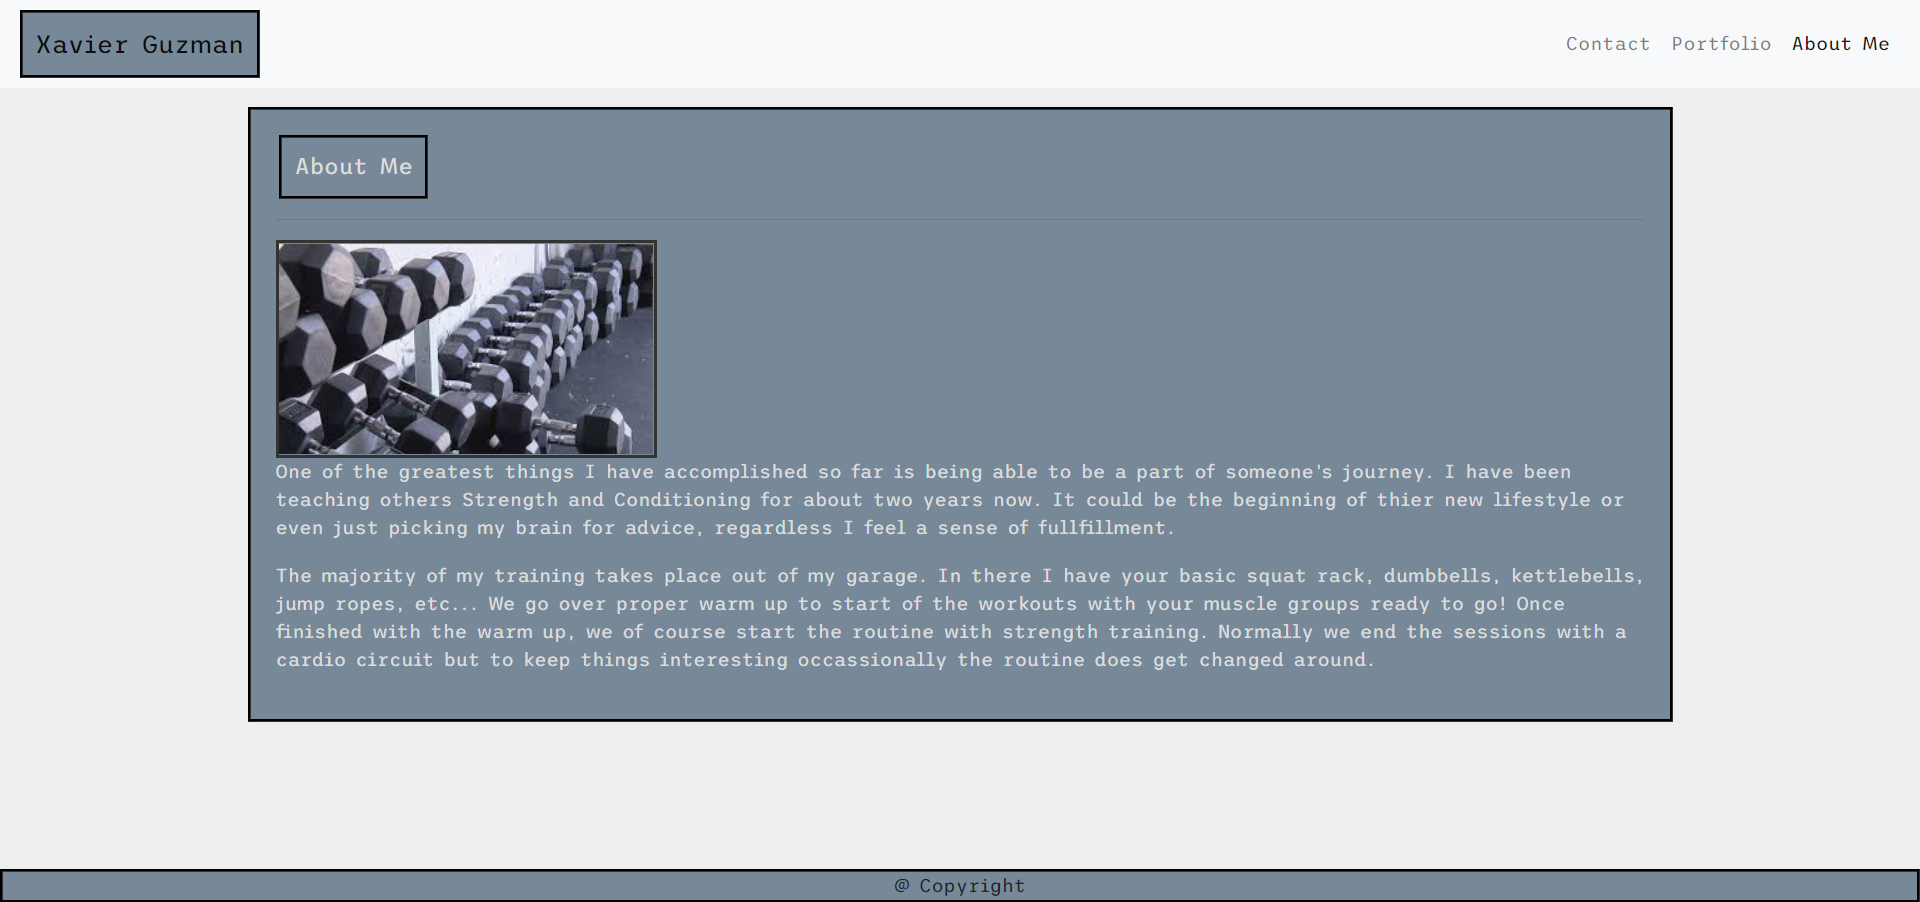 Xavier Guzman
Contact Portfolio About Me
About Me
One of the greatest things I have accomplished so far is being able to be a part of someone's journey. I have been
teaching others Strength and Conditioning for about two years now. It could be the beginning of thier new lifestyle or
even just picking my brain for advice, regardless I feel a sense of fullfillment.
The majority of my training takes place out of my garage. In there I have your basic squat rack, dumbbells, kettlebells,
jump ropes, etc... We go over proper warm up to start of the workouts with your muscle groups ready to go! Once
finished with the warm up, we of course start the routine with strength training. Normally we end the sessions with a
cardio circuit but to keep things interesting occassionally the routine does get changed around.
@ Copyright